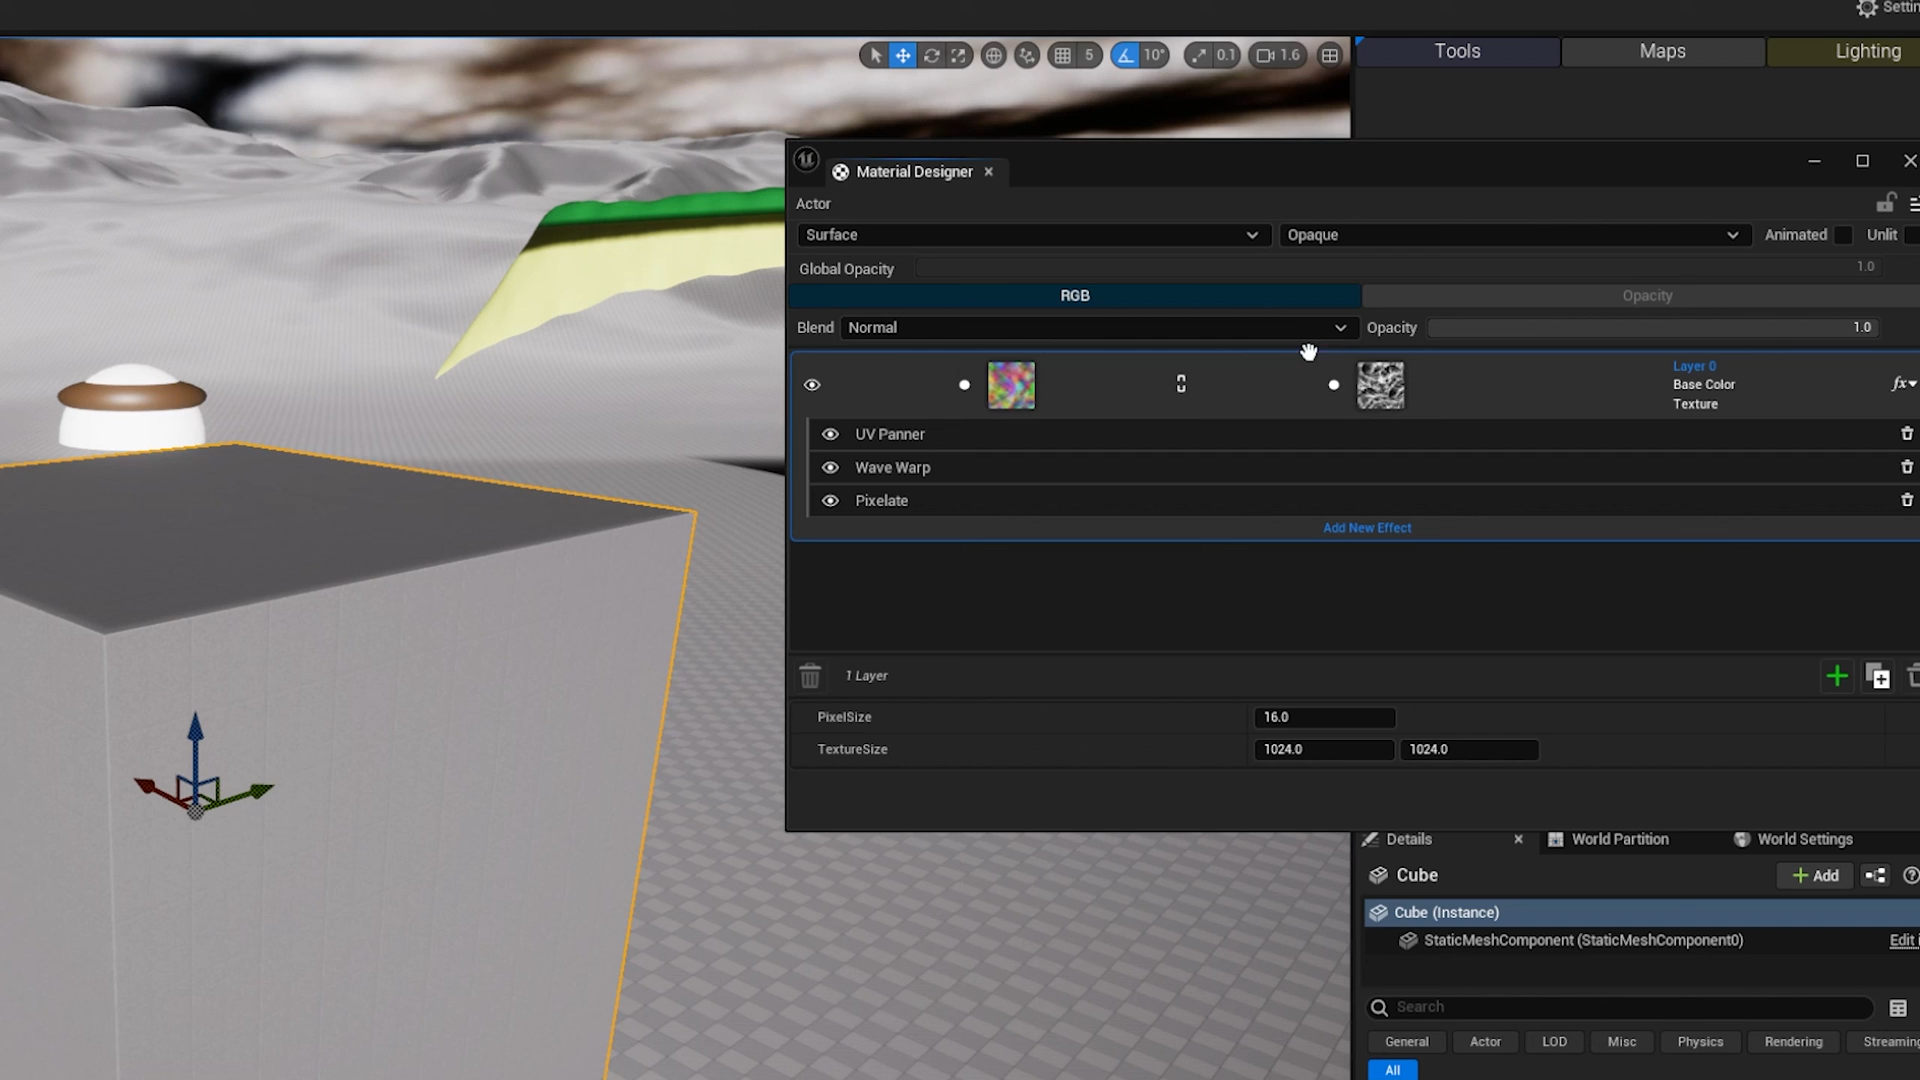 Settin
5
10°
0.1
1.6
Tools
Maps
Lighting
Material Designer
Actor
Surface
Opaque
Animated
Unlit
Global Opacity
1.0
RGB
Opacity
Blend
Normal
Opacity
1.0
Layer 0
Base Color
Texture
fx
UV Panner
Wave Warp
Pixelate
Add New Effect
1 Layer
PixelSize
16.0
TextureSize
1024.0
1024.0
Details
World Partition
World Settings
Cube
Add
Cube (Instance)
StaticMeshComponent (StaticMeshComponent0)
Edit i
Search
General
Actor
LOD
Misc
Physics
Rendering
Streaming
All